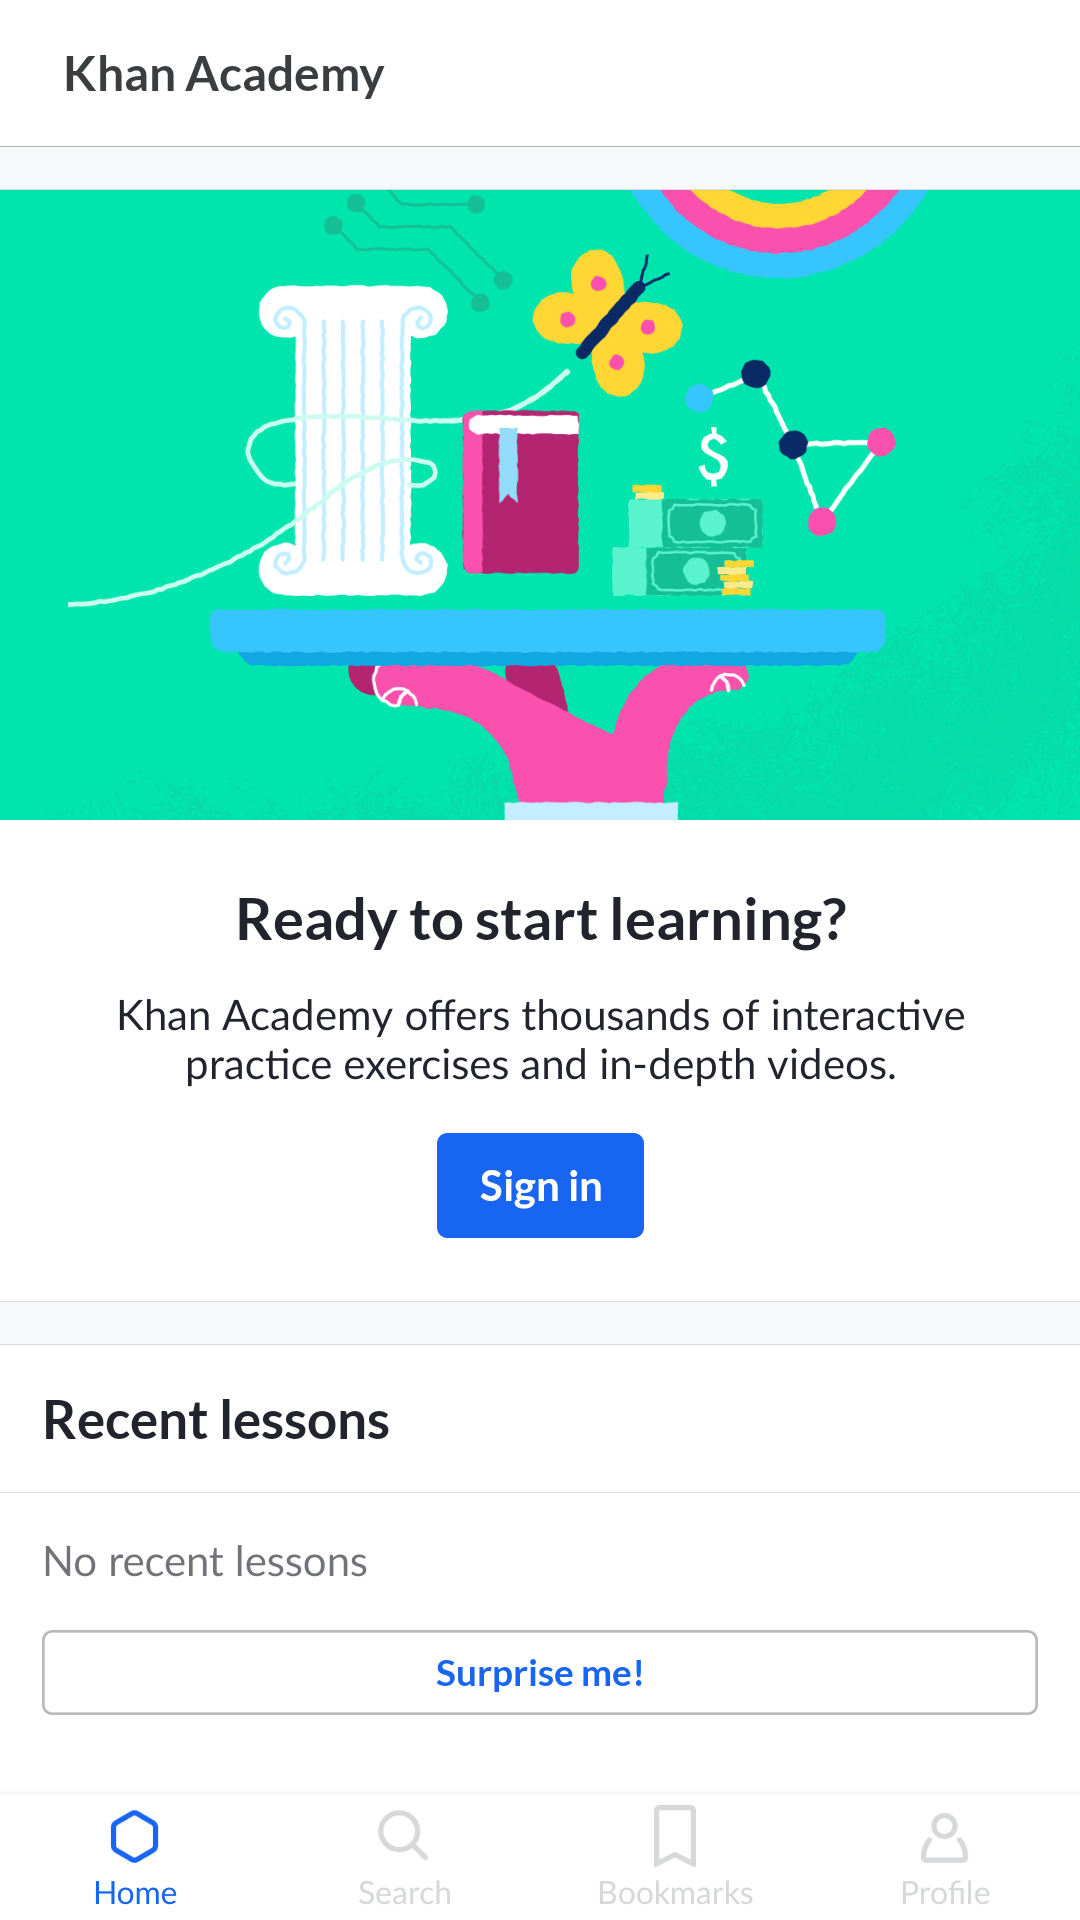 Khan Academy
$
Ready to start learning?
Khan Academy offers thousands of interactive
practice exercises and in-depth videos.
Sign in
Recent lessons
No recent lessons
Surprise me!
Home
Search
Bookmarks
Profile